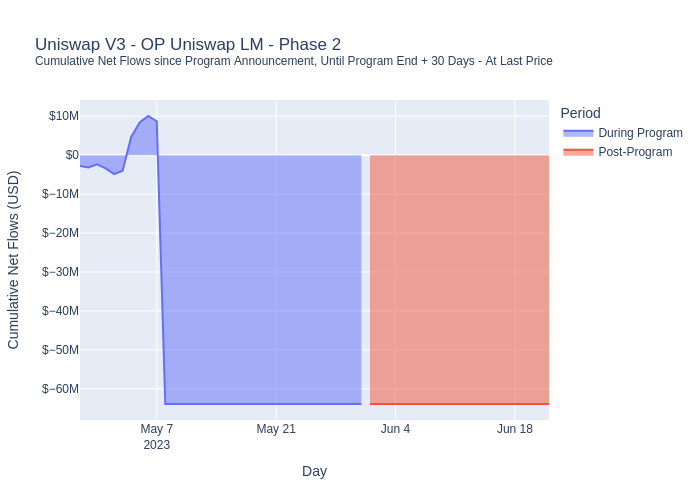 Uniswap V3 - OP Uniswap LM - Phase 2
Cumulative Net Flows since Program Announcement, Until Program End + 30 Days - At Last Price
Period
During Program
Post-Program
Cumulative Net Flows (USD)
$10M
$0
$−10M
$−20M
$−30M
$−40M
$−50M
$−60M
May 7
2023
May 21
Jun 4
Jun 18
Day